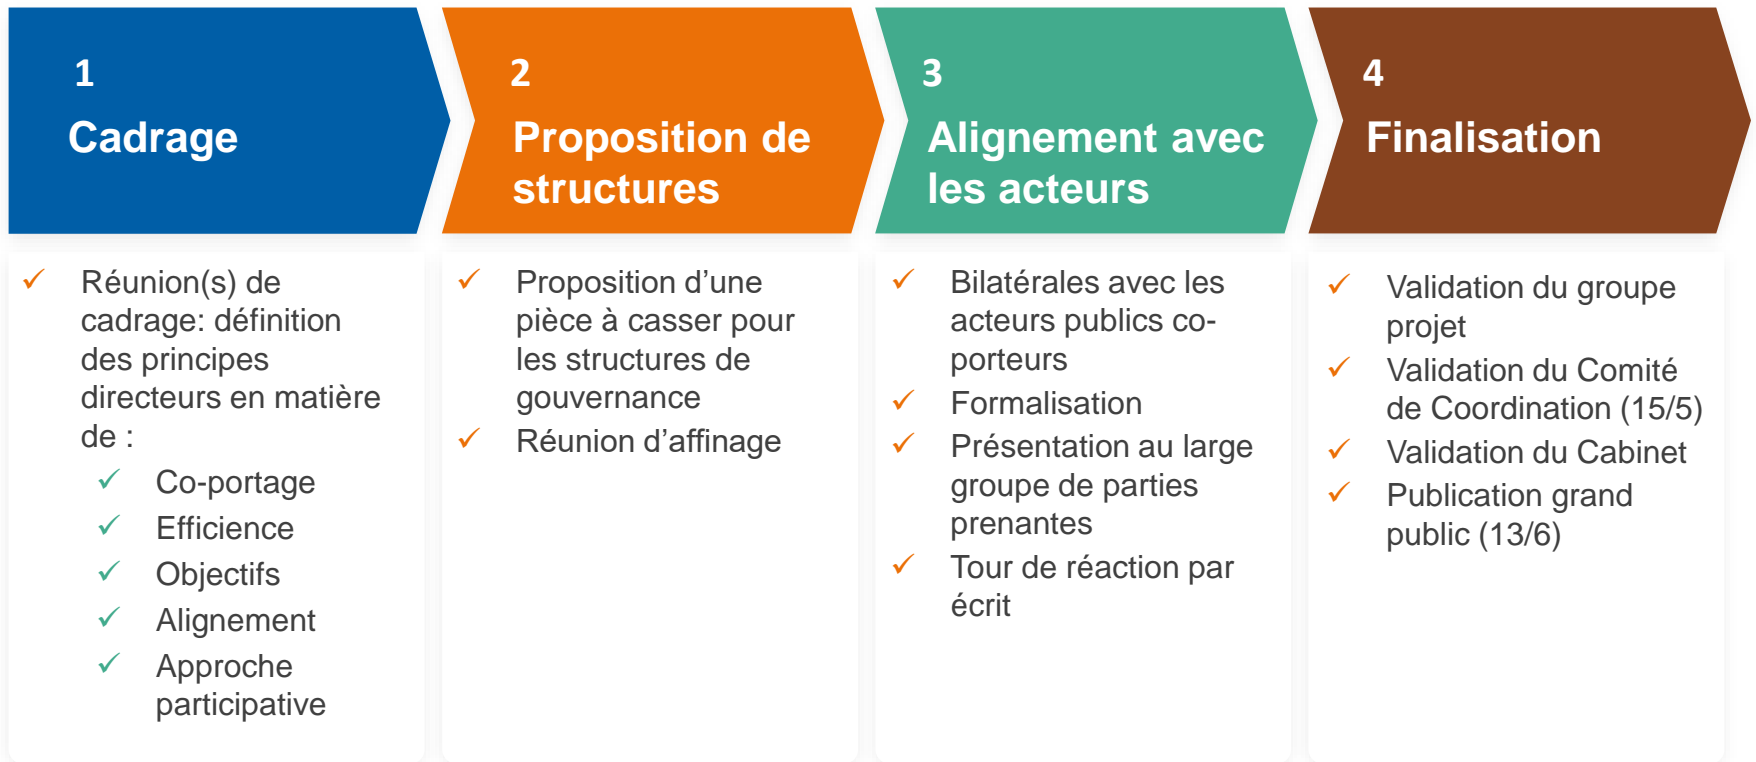 1
Cadrage
Réunion(s) de
cadrage: définition
des principes
directeurs en matière
de :
Co-portage
Efficience
Objectifs
Alignement
Approche
participative
2
Proposition de
structures
Proposition d’une
pièce à casser pour
les structures de
gouvernance
Réunion d’affinage
3
Alignement avec
les acteurs
Bilatérales avec les
acteurs publics co-
porteurs
Formalisation
Présentation au large
groupe de parties
prenantes
Tour de réaction par
écrit
4
Finalisation
Validation du groupe
projet
Validation du Comité
de Coordination (15/5)
Validation du Cabinet
Publication grand
public (13/6)